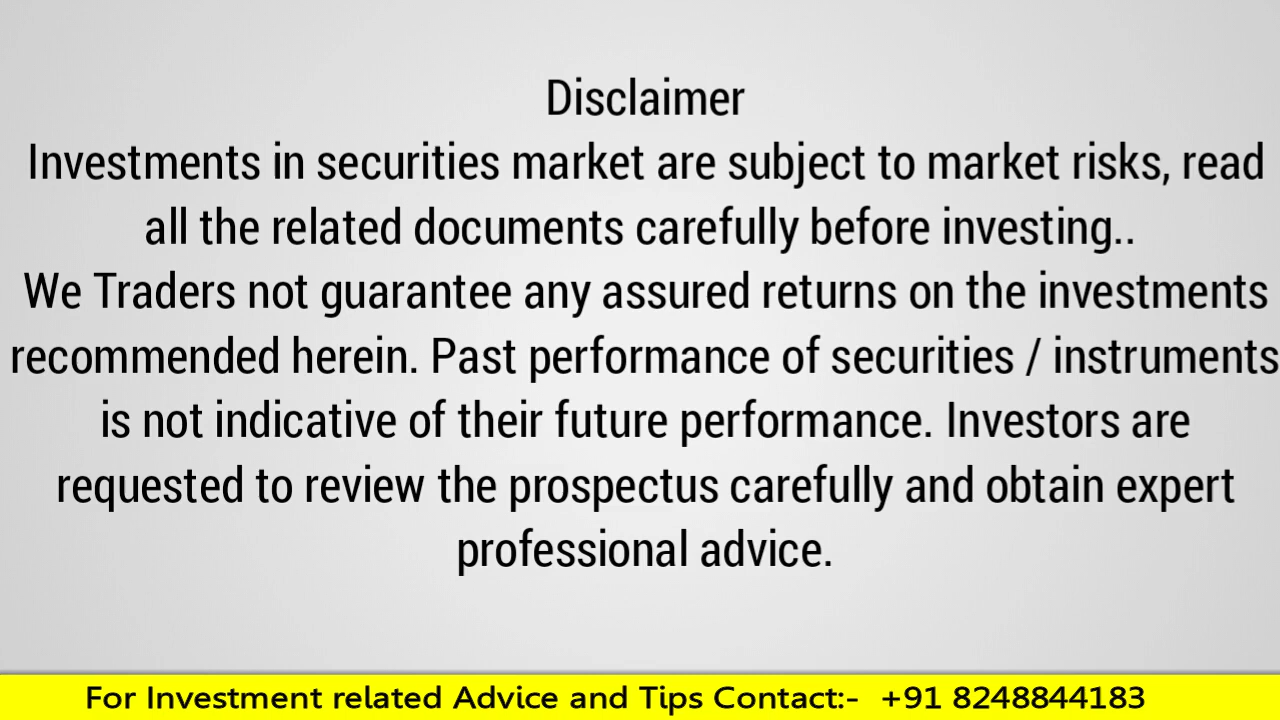 Disclaimer
Investments in securities market are subject to market risks, read
all the related documents carefully before investing..
We Traders not guarantee any assured returns on the investments
recommended herein. Past performance of securities / instruments
is not indicative of their future performance. Investors are
requested to review the prospectus carefully and obtain expert
professional advice.
For Investment related Advice and Tips Contact:- +91 8248844183